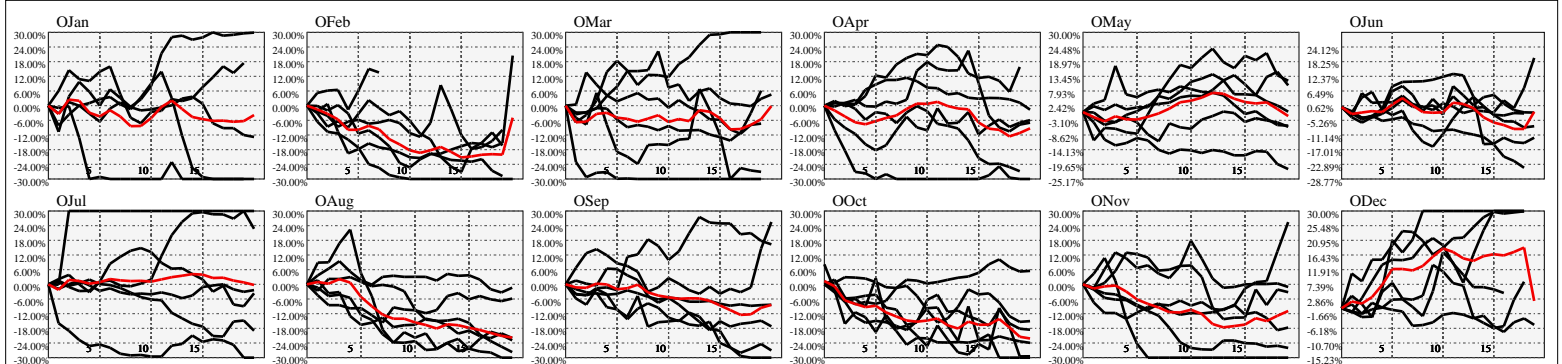 OJan OFeb OMar OApr OMay OJun
30.00% 30.00% 30.00% 30.00% 30.00%
24.00% 24.00% 24.00% 24.00% 24.48% 24.12%
18.00% 18.00% 18.00% 18.00% 18.97% 18.25%
12.00% 12.00% 12.00% 12.00% 13.45% 12.37%
6.00% 6.00% 6.00% 6.00% 7.93% 6.49%
0.00% 0.00% 0.00% 0.00% 2.42% 0.62%
-6.00% -6.00% -6.00% -6.00% -3.10% -5.26%
-12.00% -12.00% -12.00% -12.00% -8.62% -11.14%
-18.00% -18.00% -18.00% -18.00% -14.13% -17.01%
-24.00% -24.00% -24.00% -24.00% -19.65% -22.89%
-30.00% -30.00% -30.00% -30.00% -25.17% -28.77%
5 10 15 5 10 15 5 10 15 5 10 15 5 10 15 5 10 15
OJul OAug OSep OOct ONov ODec
30.00% 30.00% 30.00% 30.00% 30.00% 30.00%
24.00% 24.00% 24.00% 24.00% 24.00% 25.48%
18.00% 18.00% 18.00% 18.00% 18.00% 20.95%
12.00% 12.00% 12.00% 12.00% 12.00% 16.43%
6.00% 6.00% 6.00% 6.00% 6.00% 11.91%
0.00% 0.00% 0.00% 0.00% 0.00% 7.39%
-6.00% -6.00% -6.00% -6.00% -6.00% 2.86%
-12.00% -12.00% -12.00% -12.00% -12.00% -1.66%
-18.00% -18.00% -18.00% -18.00% -18.00% -6.18%
-24.00% -24.00% -24.00% -24.00% -24.00% -10.70%
-30.00% -30.00% -30.00% -30.00% -30.00% -15.23%
5 10 15 5 10 15 5 10 15 5 10 15 5 10 15 5 10 15